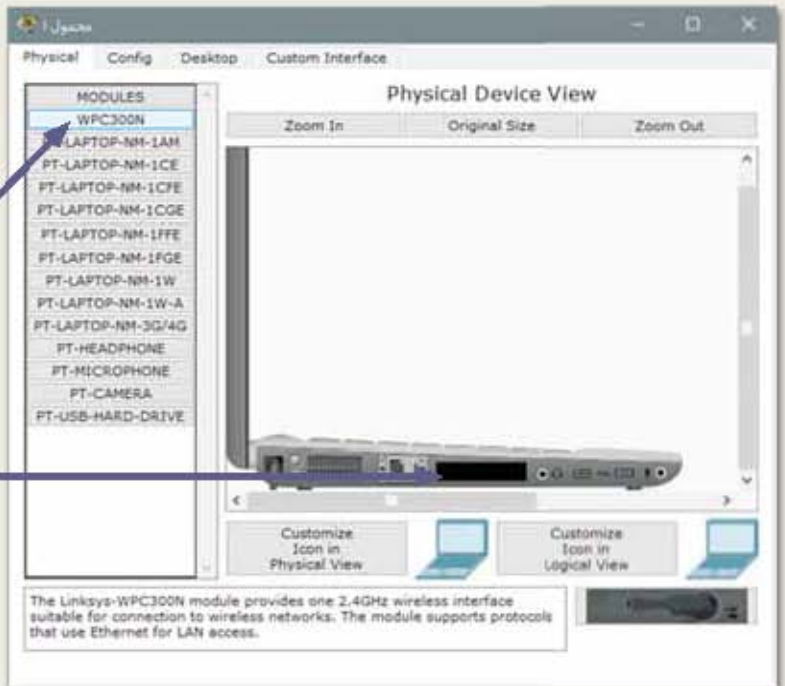 محمول ١
Physical Config Desktop Custom Interface
MODULES
WPC300N
PT-LAPTOP-NM-1AM
PT-LAPTOP-NM-1CE
PT-LAPTOP-NM-1CFE
PT-LAPTOP-NM-1CGE
PT-LAPTOP-NM-1FFE
PT-LAPTOP-NM-1FGE
PT-LAPTOP-NM-1W
PT-LAPTOP-NM-1W-A
PT-LAPTOP-NM-3G/4G
PT-HEADPHONE
PT-MICROPHONE
PT-CAMERA
PT-USB-HARD-DRIVE
Physical Device View
Zoom In Original Size Zoom Out
Customize
Icon in
Physical View
Customize
Icon in
Logical View
The Linksys-WPC300N module provides one 2.4GHz wireless interface
suitable for connection to wireless networks. The module supports protocols
that use Ethernet for LAN access.